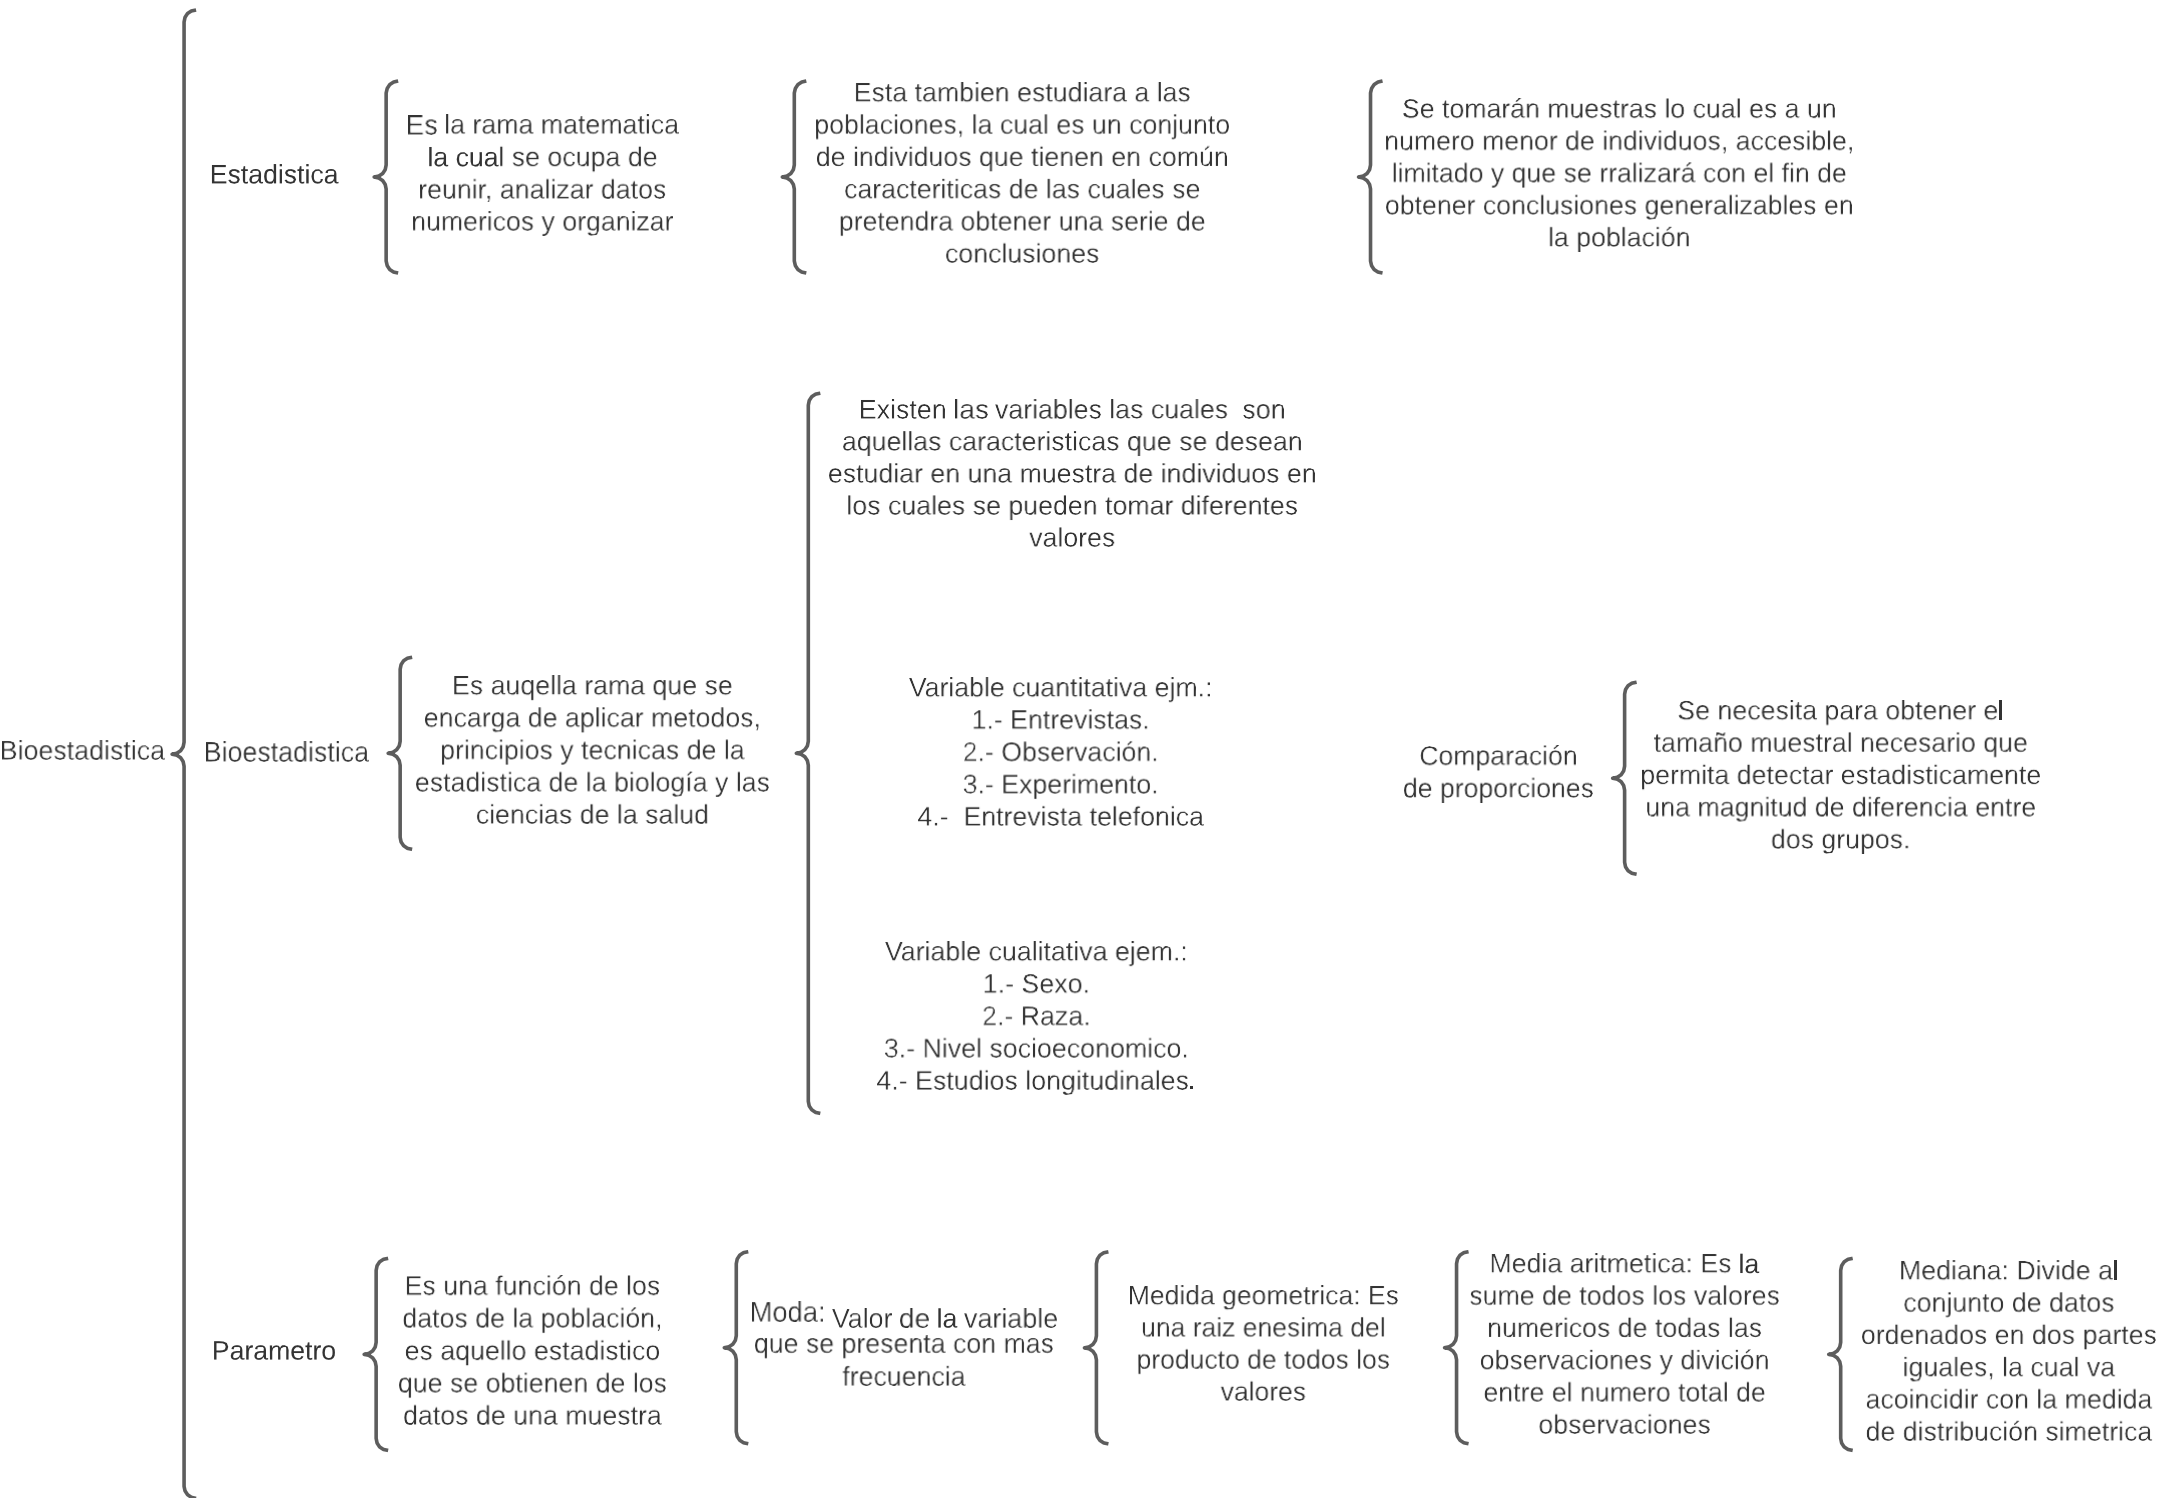 Bioestadistica
Estadistica
Es la rama matematica
la cual se ocupa de
reunir, analizar datos
numericos y organizar
Esta tambien estudiara a las
poblaciones, la cual es un conjunto
de individuos que tienen en común
caracteriticas de las cuales se
pretendra obtener una serie de
conclusiones
Se tomarán muestras lo cual es a un
numero menor de individuos, accesible,
limitado y que se rralizará con el fin de
obtener conclusiones generalizables en
la población
Bioestadistica
Es auqella rama que se
encarga de aplicar metodos,
principios y tecnicas de la
estadistica de la biología y las
ciencias de la salud
Existen las variables las cuales  son
aquellas caracteristicas que se desean
estudiar en una muestra de individuos en
los cuales se pueden tomar diferentes
valores
Variable cuantitativa ejm.:
1.- Entrevistas.
2.- Observación.
3.- Experimento.
4.-  Entrevista telefonica
Variable cualitativa ejem.:
1.- Sexo.
2.- Raza.
3.- Nivel socioeconomico.
4.- Estudios longitudinales.
Comparación
de proporciones
Se necesita para obtener el
tamaño muestral necesario que
permita detectar estadisticamente
una magnitud de diferencia entre
dos grupos.
Parametro
Es una función de los
datos de la población,
es aquello estadistico
que se obtienen de los
datos de una muestra
Moda: Valor de la variable
que se presenta con mas
frecuencia
Medida geometrica: Es
una raiz enesima del
producto de todos los
valores
Media aritmetica: Es la
sume de todos los valores
numericos de todas las
observaciones y divición
entre el numero total de
observaciones
Mediana: Divide al
conjunto de datos
ordenados en dos partes
iguales, la cual va
acoincidir con la medida
de distribución simetrica